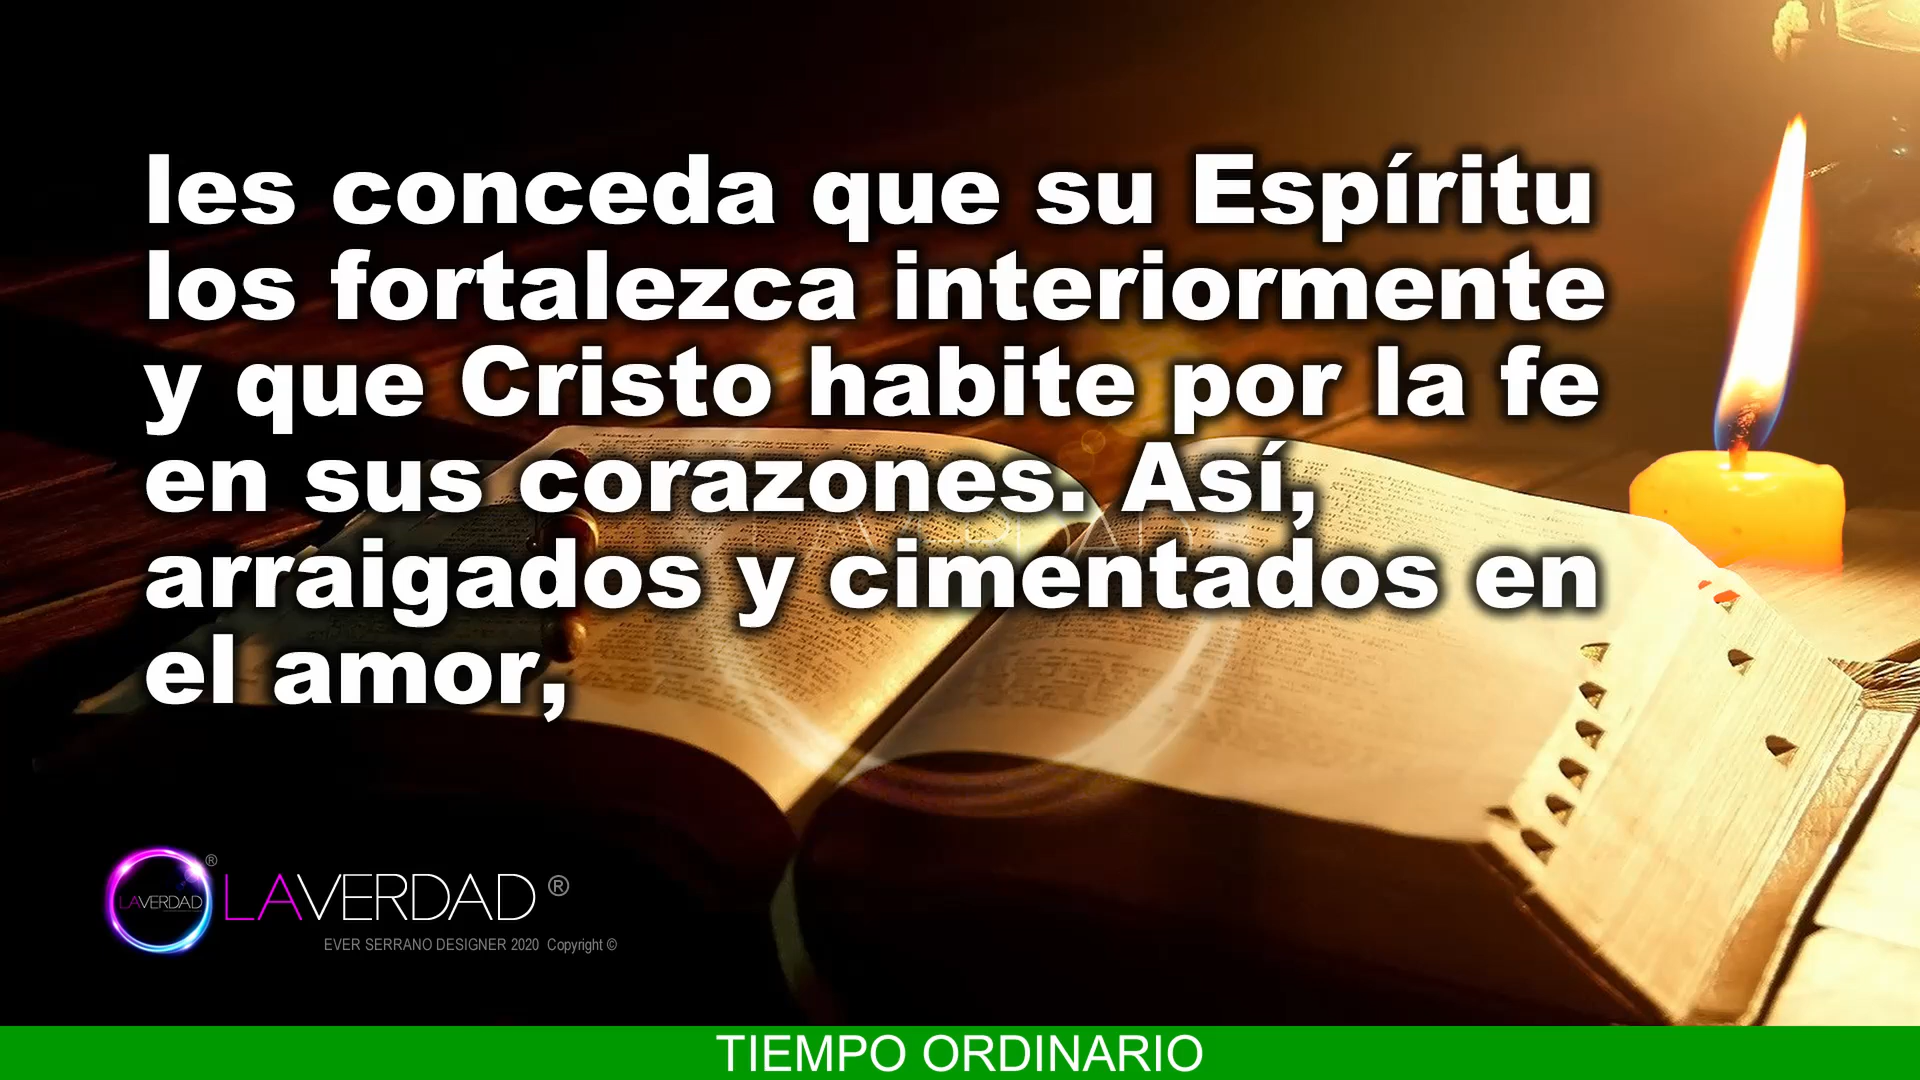 les conceda que su Espíritu
los fortalezca interiormente
y que Cristo habite por la fe
en sus corazones. Así,
arraigados y cimentados en
el amor,
LAVERDAD ®
LAVERDAD ®
EVER SERRANO DESIGNER 2020 Copyright ©
TIEMPO ORDINARIO